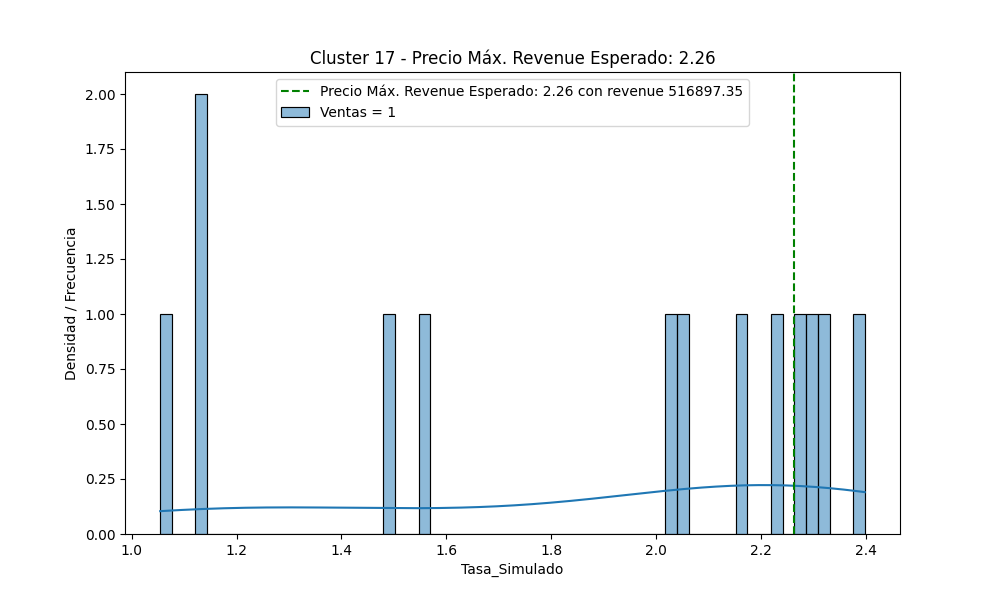 Cluster 17 - Precio Máx. Revenue Esperado: 2.26
Precio Máx. Revenue Esperado: 2.26 con revenue 516897.35
Ventas = 1
Densidad / Frecuencia
2.00
1.75
1.50
1.25
1.00
0.75
0.50
0.25
0.00
1.0 1.2 1.4 1.6 1.8 2.0 2.2 2.4
Tasa_Simulado